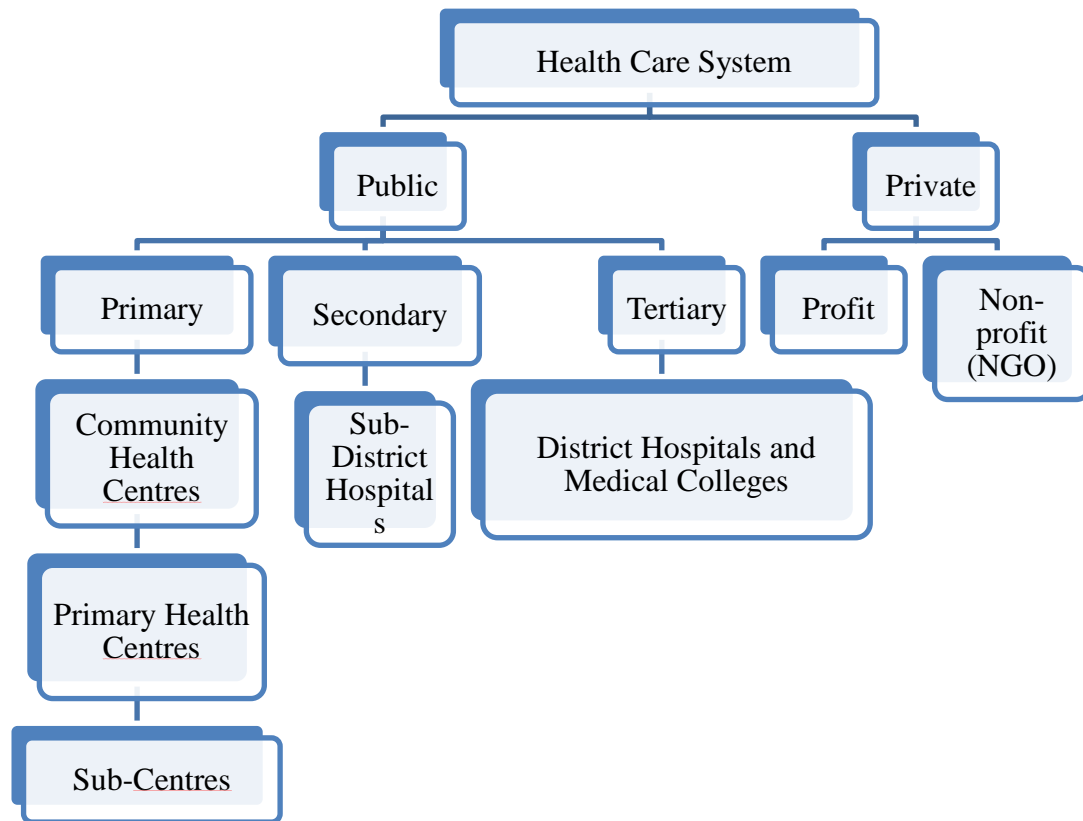 Health Care System
Public
Private
Primary
Secondary
Tertiary
Profit
Non-
profit
(NGO)
Community
Health
Centres
Sub-
District
Hospital
s
District Hospitals and
Medical Colleges
Primary Health
Centres
Sub-Centres